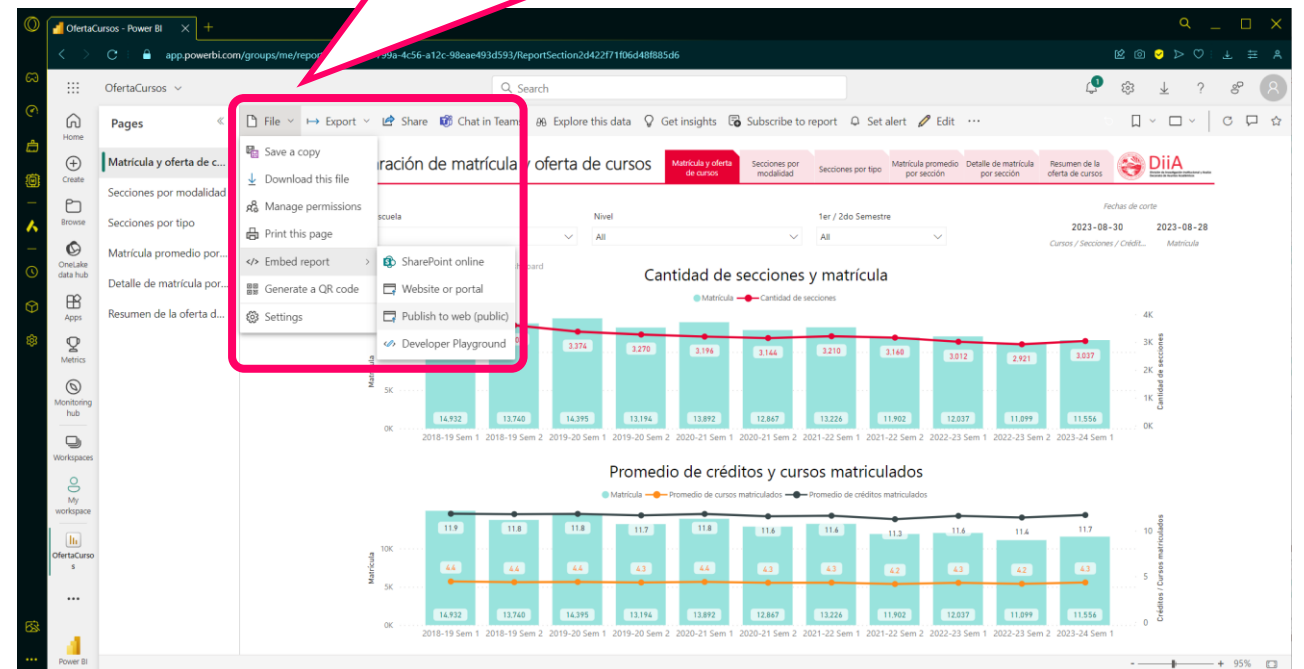 OfertaCursos - Power BI
app.powerbi.com/groups/me/repor
99a-4c56-a12c-98eae493d593/ReportSection2d422f71f06d48f885d6
OfertaCursos
Search
1
Home
Create
Browse
OneLake
data hub
Apps
Metrics
Monitoring
hub
Workspaces
My
workspace
OfertaCurso
s
Power BI
Pages
Matrícula y oferta de c...
Secciones por modalidad
Secciones por tipo
Matrícula promedio por...
Detalle de matrícula por...
Resumen de la oferta d...
File
Export
Share
Chat in Teams
Explore this data
Get insights
Subscribe to report
Set alert
Edit
Save a copy
Download this file
Manage permissions
Print this page
Embed report
Generate a QR code
Settings
SharePoint online
Website or portal
Publish to web (public)
Developer Playground
ración de matrícula y oferta de cursos
Matrícula y oferta
de cursos
Secciones por
modalidad
Secciones por tipo
Matrícula promedio
por sección
Detalle de matrícula
por sección
Resumen de la
oferta de cursos
DiiA
scuela
Nivel
All
1er / 2do Semestre
All
Fechas de corte
2023-08-30
2023-08-28
Cursos / Secciones / Crédit...
Matrícula
board
Cantidad de secciones y matrícula
Matrícula
Cantidad de secciones
3,374
3,270
3,196
3,144
3,210
3,160
3,012
2,921
3,037
4K
3K
2K
1K
0K
Cantidad de secciones
Matrícula
5K
0K
14,932
13,740
14,395
13,194
13,892
12,867
13,226
11,902
12,037
11,099
11,556
2018-19 Sem 1
2018-19 Sem 2
2019-20 Sem 1
2019-20 Sem 2
2020-21 Sem 1
2020-21 Sem 2
2021-22 Sem 1
2021-22 Sem 2
2022-23 Sem 1
2022-23 Sem 2
2023-24 Sem 1
Promedio de créditos y cursos matriculados
Matrícula
Promedio de cursos matriculados
Promedio de créditos matriculados
11.9
11.8
11.8
11.7
11.8
11.6
11.6
11.3
11.6
11.4
11.7
4.4
4.4
4.4
4.3
4.4
4.3
4.3
4.2
4.3
4.2
4.3
Matrícula
10K
5K
0K
10
5
0
Créditos / Cursos matriculados
14,932
13,740
14,395
13,194
13,892
12,867
13,226
11,902
12,037
11,099
11,556
2018-19 Sem 1
2018-19 Sem 2
2019-20 Sem 1
2019-20 Sem 2
2020-21 Sem 1
2020-21 Sem 2
2021-22 Sem 1
2021-22 Sem 2
2022-23 Sem 1
2022-23 Sem 2
2023-24 Sem 1
95%